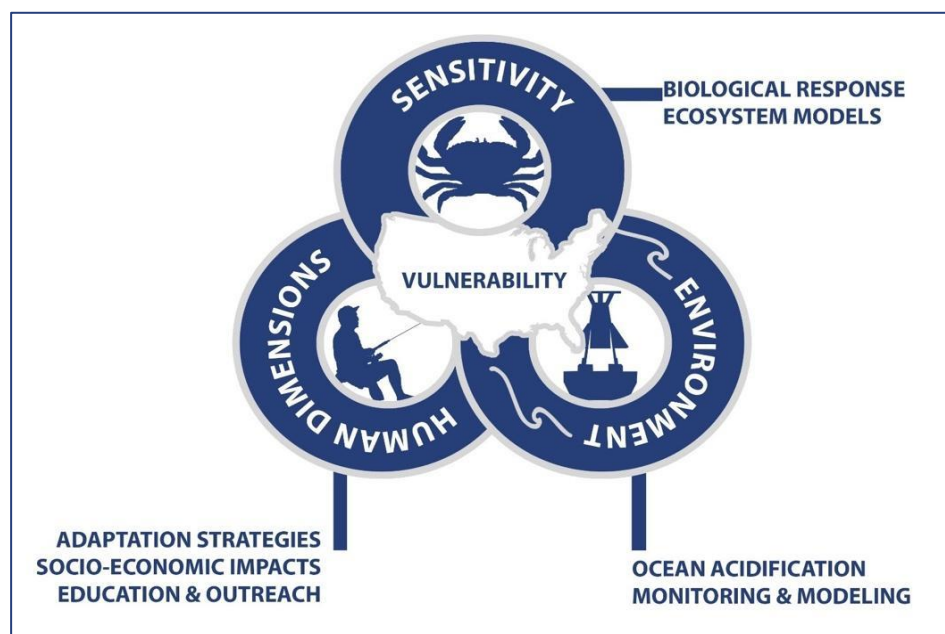 SENSITIVITY
BIOLOGICAL RESPONSE
ECOSYSTEM MODELS
VULNERABILITY
HUMAN DIMENSIONS
ENVIRONMENT
ADAPTATION STRATEGIES
SOCIO-ECONOMIC IMPACTS
EDUCATION & OUTREACH
OCEAN ACIDIFICATION
MONITORING & MODELING